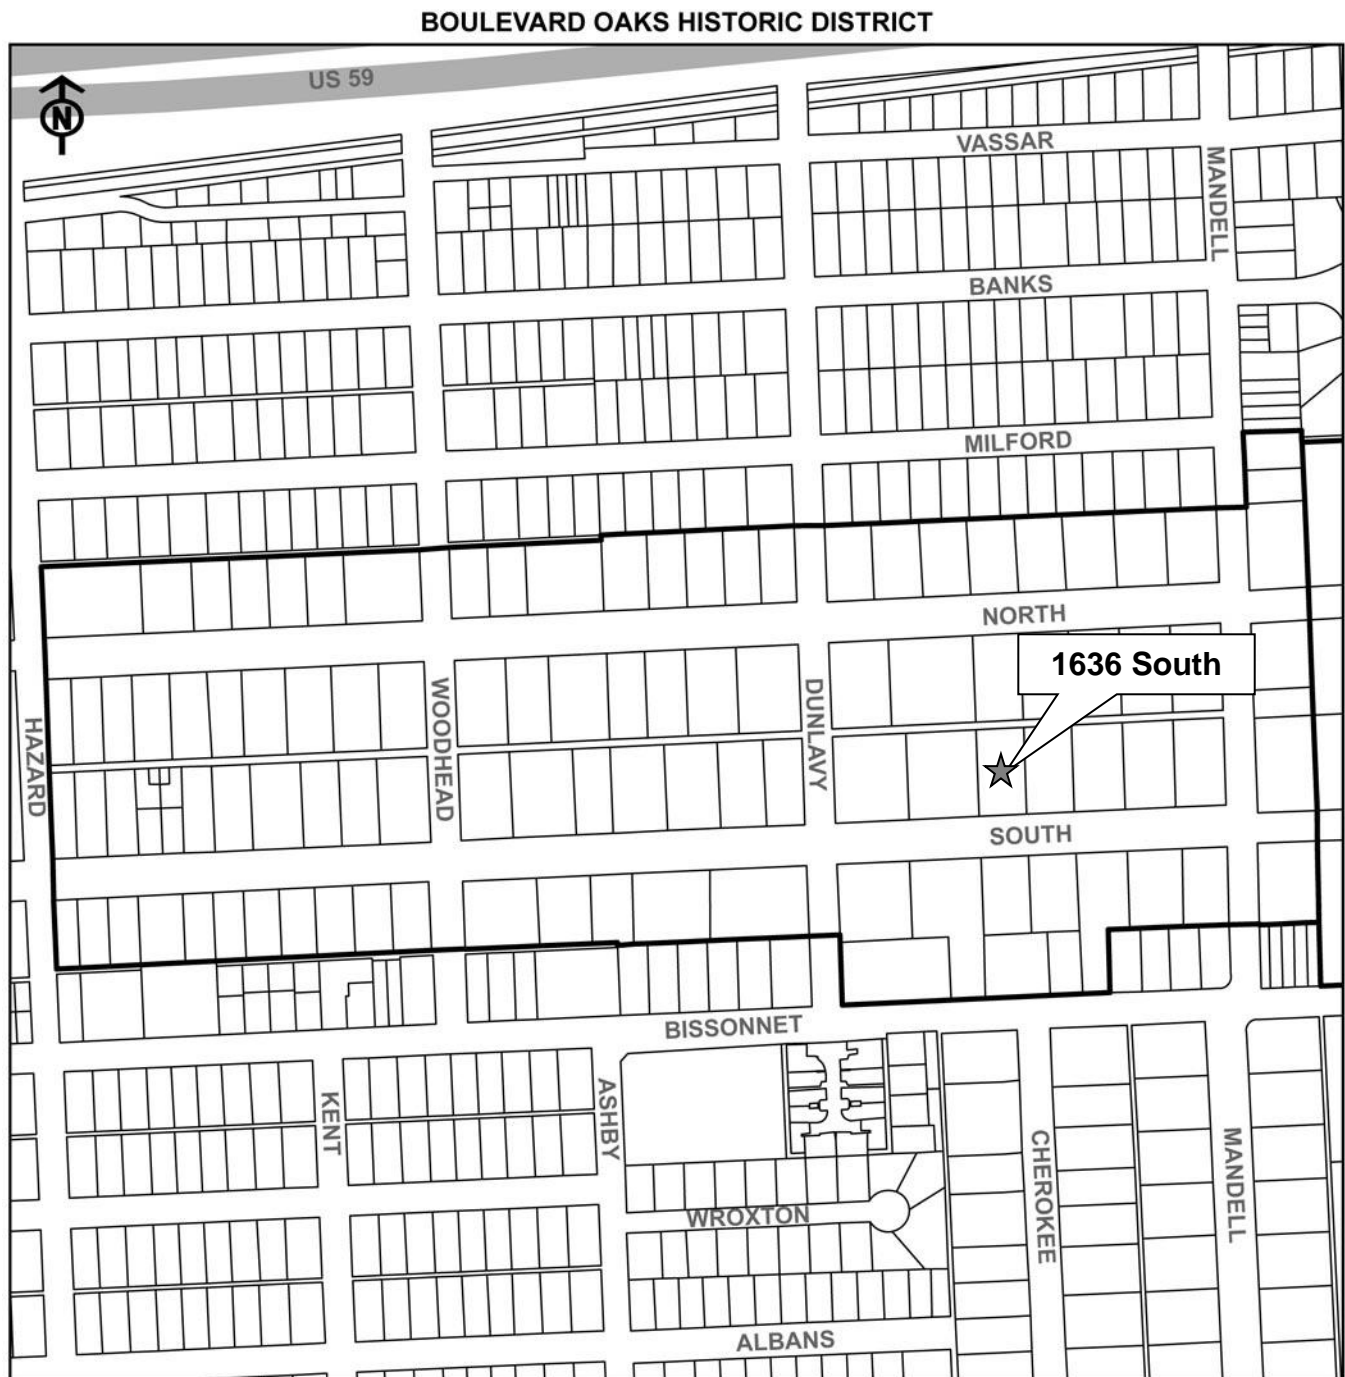 BOULEVARD OAKS HISTORIC DISTRICT
US 59
N
VASSAR
MANDELL
BANKS
MILFORD
NORTH
1636 South
HAZARD
WOODHEAD
DUNLAVY
SOUTH
BISSONNET
KENT
ASHBY
CHEROKEE
MANDELL
WROXTON
ALBANS